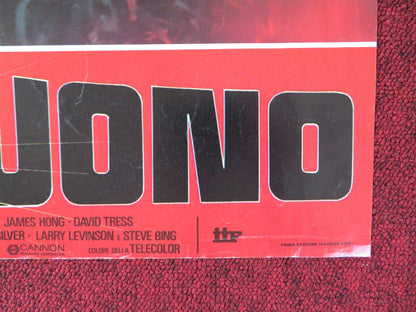 UONO
JAMES HONG · DAVID TRESS
SILVER · LARRY LEVINSON E STEVE BING
CANNON COLORE DELLA TELECOLOR
PRIMA EDIZIONE ITALIANA